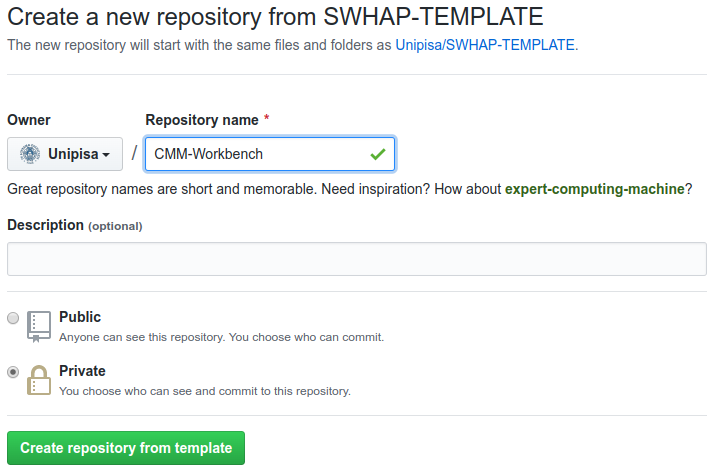 Create a new repository from SWHAP-TEMPLATE
The new repository will start with the same files and folders as Unipisa/SWHAP-TEMPLATE.
Owner Repository name *
Unipisa / CMM-Workbench
Great repository names are short and memorable. Need inspiration? How about expert-computing-machine?
Description (optional)
Public
Anyone can see this repository. You choose who can commit.
Private
You choose who can see and commit to this repository.
Create repository from template